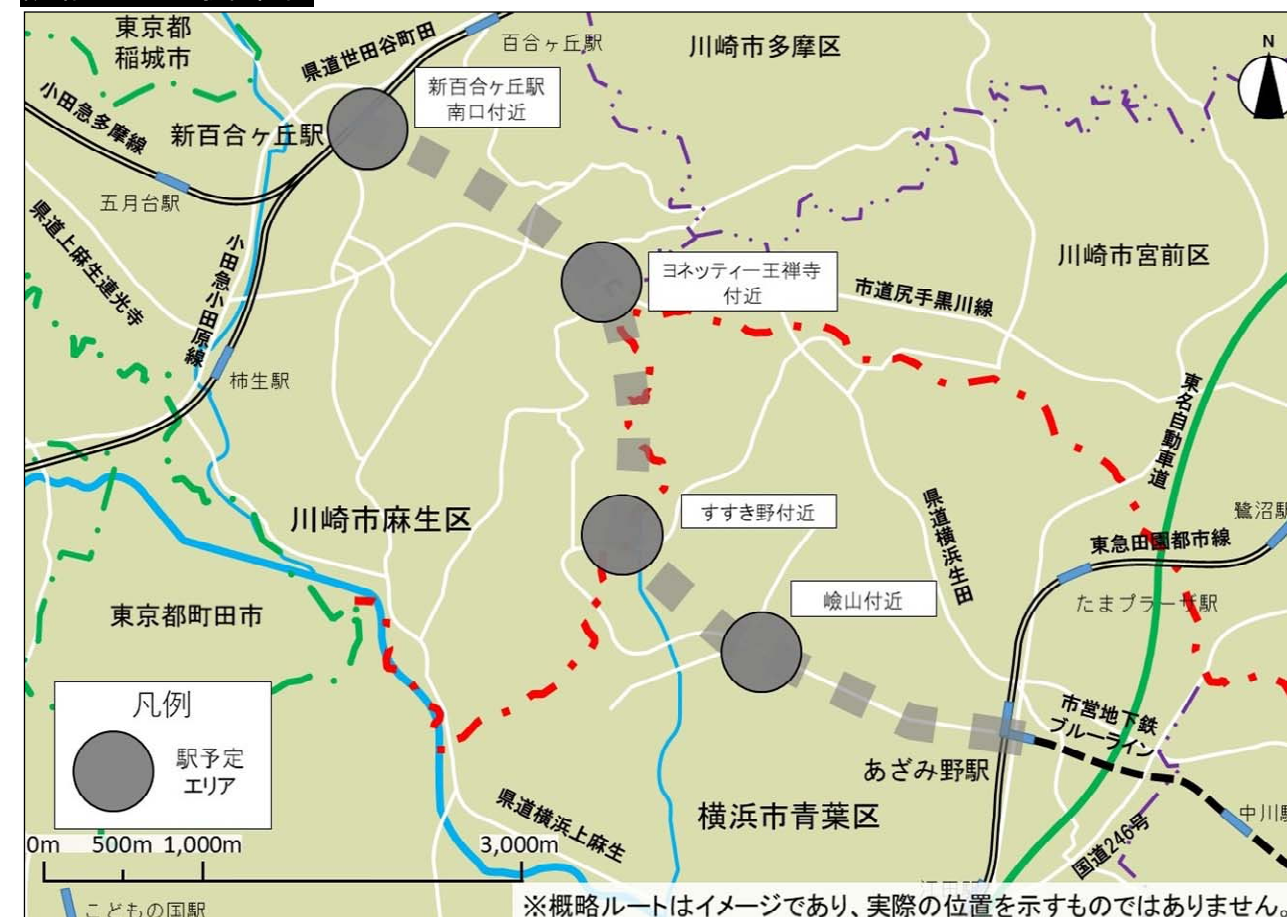 東京都
稲城市
県道世田谷町田
百合ヶ丘駅
川崎市多摩区
N
小田急多摩線
新百合ヶ丘駅
新百合ヶ丘駅
南口付近
五月台駅
県道上麻生連光寺
小田急小田原線
柿生駅
ヨネッティー王禅寺
付近
市道尻手黒川線
川崎市宮前区
東名自動車道
川崎市麻生区
すすき野付近
県道横浜生田
鷺沼駅
東急田園都市線
たまプラーザ駅
東京都町田市
嶮山付近
凡例
駅予定
エリア
市営地下鉄
ブルーライン
あざみ野駅
横浜市青葉区
中川駅
国道246号
県道横浜上麻生
0m 500m 1,000m 3,000m
江田駅
こどもの国駅
※概略ルートはイメージであり、実際の位置を示すものではありません。